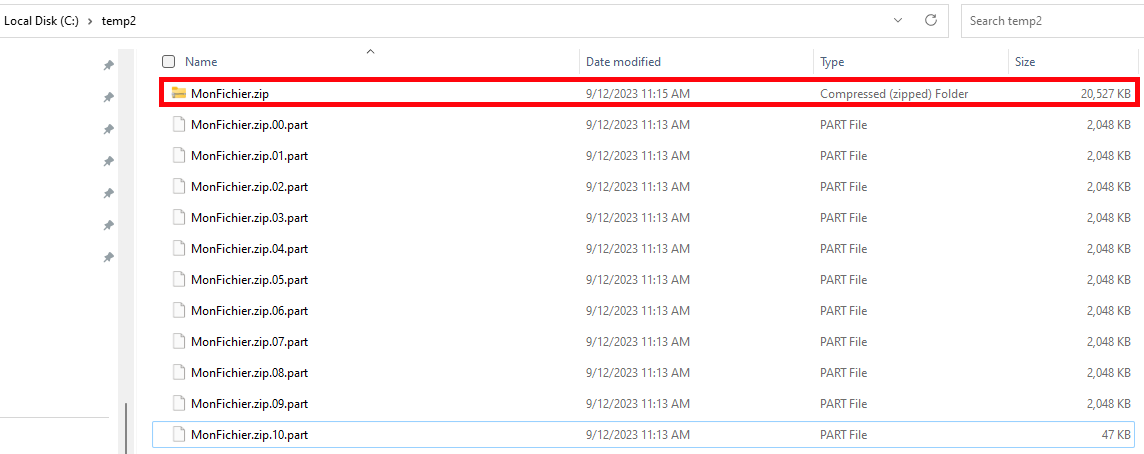 Local Disk (C:) > temp2 Search temp2
Name Date modified Type Size
MonFichier.zip 9/12/2023 11:15 AM Compressed (zipped) Folder 20,527 KB
MonFichier.zip.00.part 9/12/2023 11:13 AM PART File 2,048 KB
MonFichier.zip.01.part 9/12/2023 11:13 AM PART File 2,048 KB
MonFichier.zip.02.part 9/12/2023 11:13 AM PART File 2,048 KB
MonFichier.zip.03.part 9/12/2023 11:13 AM PART File 2,048 KB
MonFichier.zip.04.part 9/12/2023 11:13 AM PART File 2,048 KB
MonFichier.zip.05.part 9/12/2023 11:13 AM PART File 2,048 KB
MonFichier.zip.06.part 9/12/2023 11:13 AM PART File 2,048 KB
MonFichier.zip.07.part 9/12/2023 11:13 AM PART File 2,048 KB
MonFichier.zip.08.part 9/12/2023 11:13 AM PART File 2,048 KB
MonFichier.zip.09.part 9/12/2023 11:13 AM PART File 2,048 KB
MonFichier.zip.10.part 9/12/2023 11:13 AM PART File 47 KB